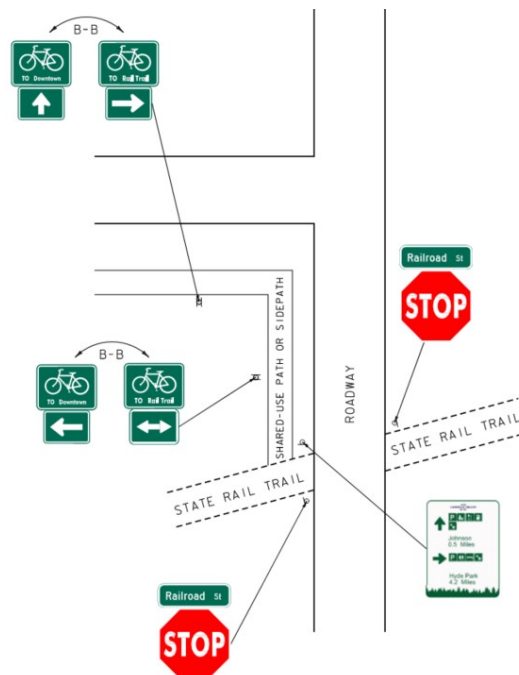 B-B
TO Downtown
TO Rail Trail
Railroad St
STOP
SHARED-USE PATH OR SIDEPATH
ROADWAY
B-B
TO Downtown
TO Rail Trail
STATE RAIL TRAIL
STATE RAIL TRAIL
P
Johnson
0.5 Miles
P
Hyde Park
4.2 Miles
Railroad St
STOP